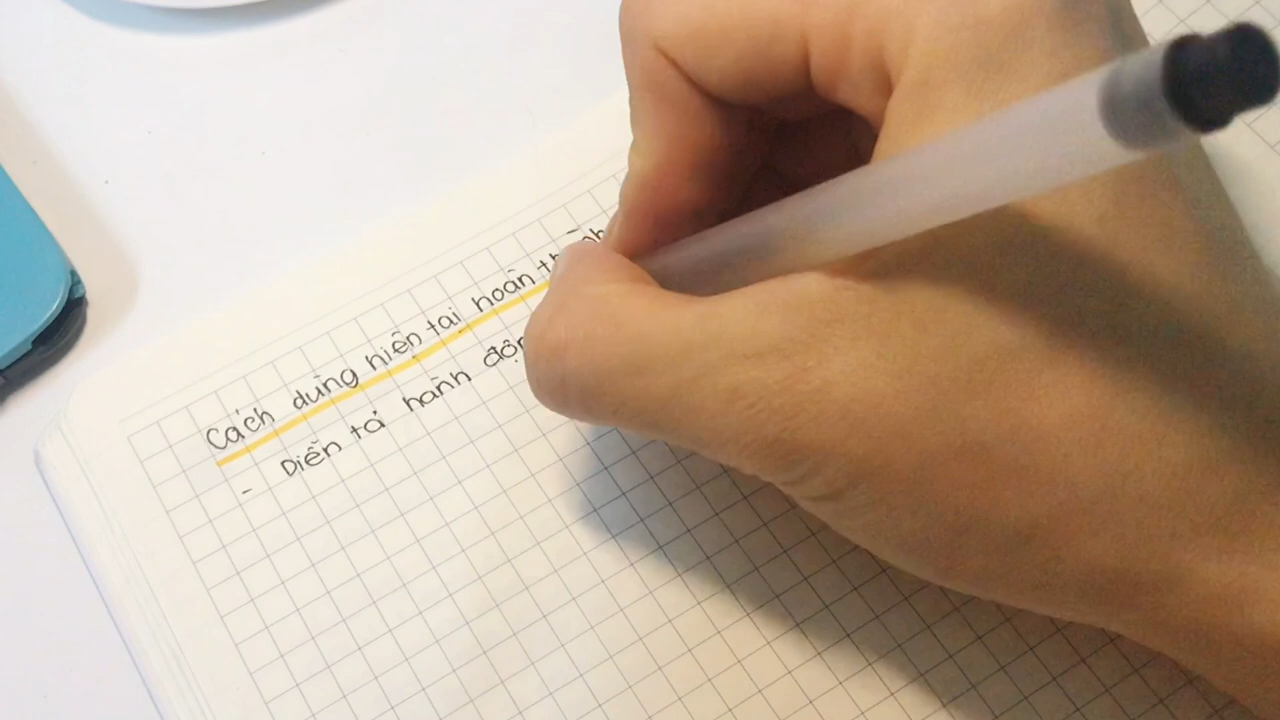 Cách dùng hiện tại hoàn
- Diễn tả hành